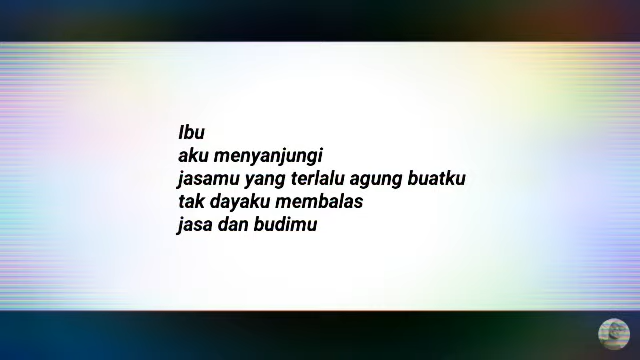 Ibu
aku menyanjungi
jasamu yang terlalu agung buatku
tak dayaku membalas
jasa dan budimu